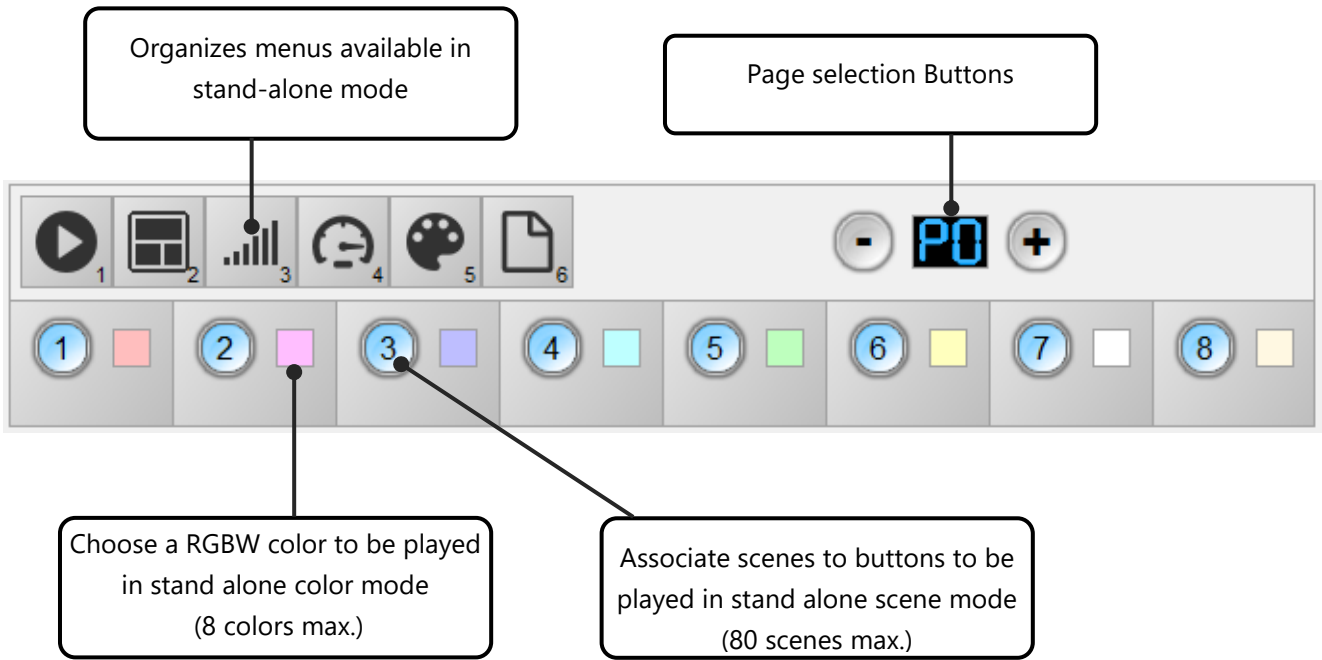 Organizes menus available in
stand-alone mode
Page selection Buttons
1
2
3
4
5
6
-
P0
+
1
2
3
4
5
6
7
8
Choose a RGBW color to be played
in stand alone color mode
(8 colors max.)
Associate scenes to buttons to be
played in stand alone scene mode
(80 scenes max.)